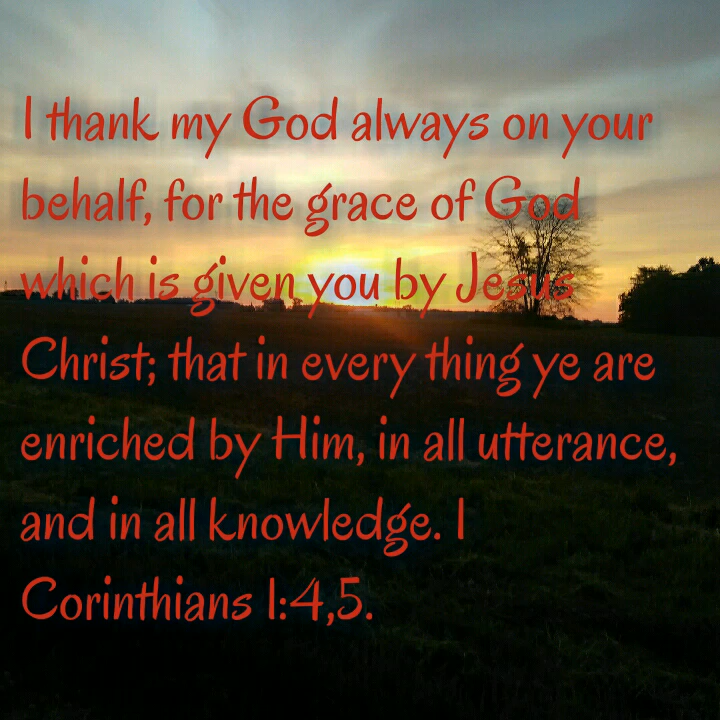 I thank my God always on your
behalf, for the grace of God
which is given you by Jesus
Christ; that in every thing ye are
enriched by Him, in all utterance,
and in all knowledge. I
Corinthians 1:4,5.